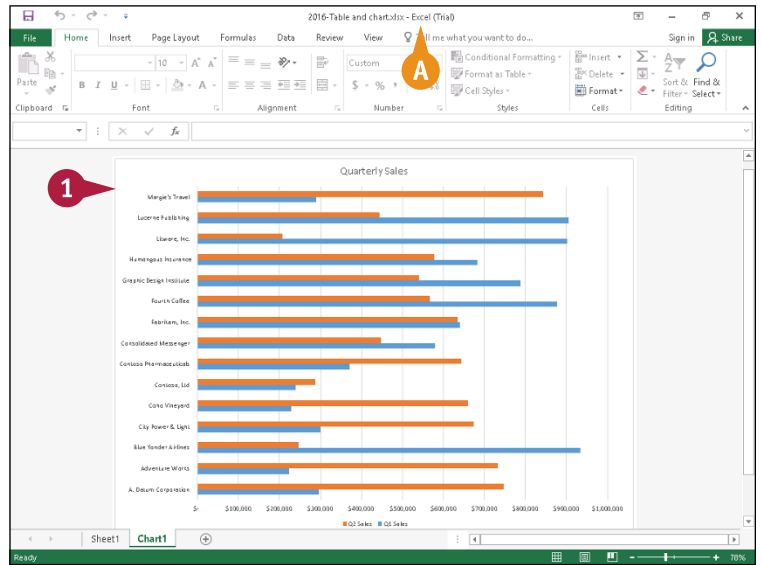 2016-Table and chart.xlsx - Excel (Trial)
File Home Insert Page Layout Formulas Data Review View Tell me what you want to do... Sign in Share
A
Paste
10 A A
B I U A
Custom
$ %
Conditional Formatting
Format as Table
Cell Styles
Insert
Delete
Format
Sort & Filter
Find & Select
Clipboard Font Alignment Number Styles Cells Editing
fx
Quarterly Sales
1
Margie's Travel
Lucerne Publishing
Litware, Inc.
Humongous Insurance
Graphic Design Institute
Fourth Coffee
Fabrikam, Inc.
Consolidated Messenger
Contoso Pharmaceuticals
Contoso, Ltd
Coho Vineyard
City Power & Light
Blue Yonder Airlines
Adventure Works
A. Datum Corporation
$- $100,000 $200,000 $300,000 $400,000 $500,000 $600,000 $700,000 $800,000 $900,000 $1,000,000
Q2 Sales Q1 Sales
Sheet1 Chart1
Ready 78%